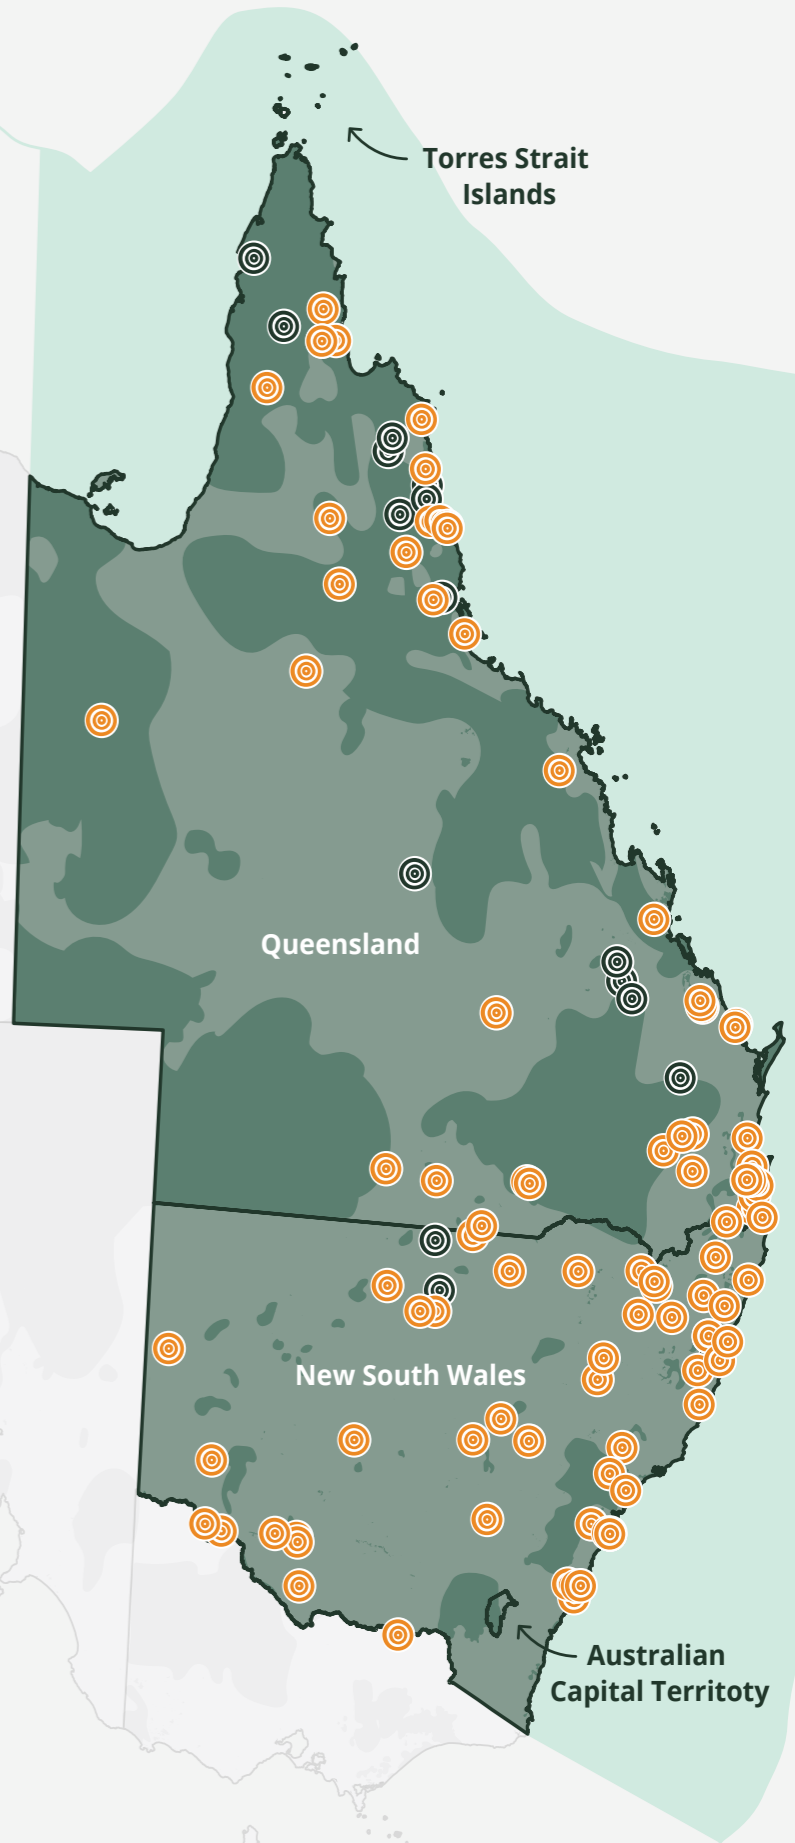 Torres Strait
Islands
Queensland
New South Wales
Australian
Capital Territoty